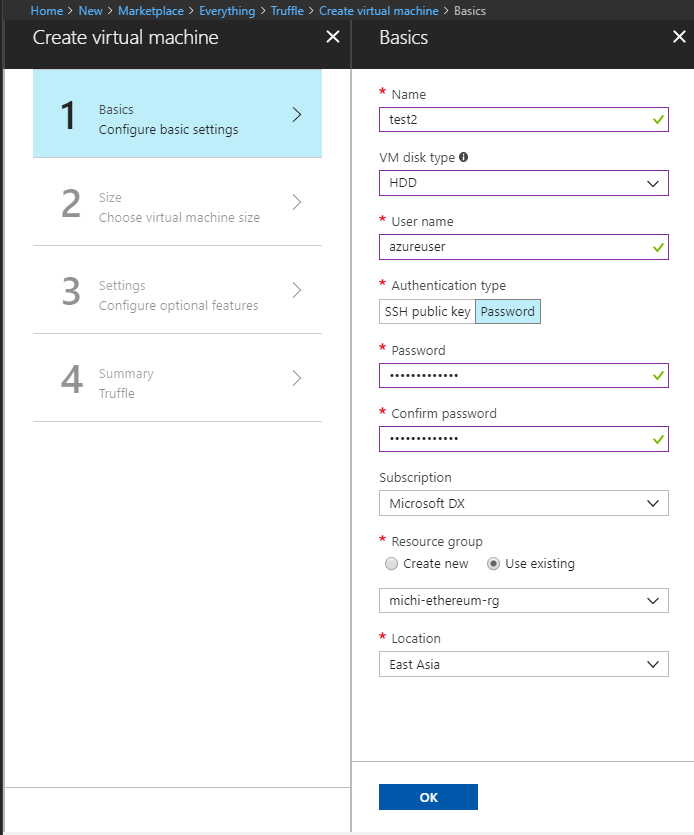 Home > New > Marketplace > Everything > Truffle > Create virtual machine > Basics
Create virtual machine
1
Basics
Configure basic settings
2
Size
Choose virtual machine size
3
Settings
Configure optional features
4
Summary
Truffle
Basics
* Name
test2
VM disk type
HDD
* User name
azureuser
* Authentication type
SSH public key Password
* Password
•••••••••••••
* Confirm password
•••••••••••••
Subscription
Microsoft DX
* Resource group
Create new Use existing
michi-ethereum-rg
* Location
East Asia
OK